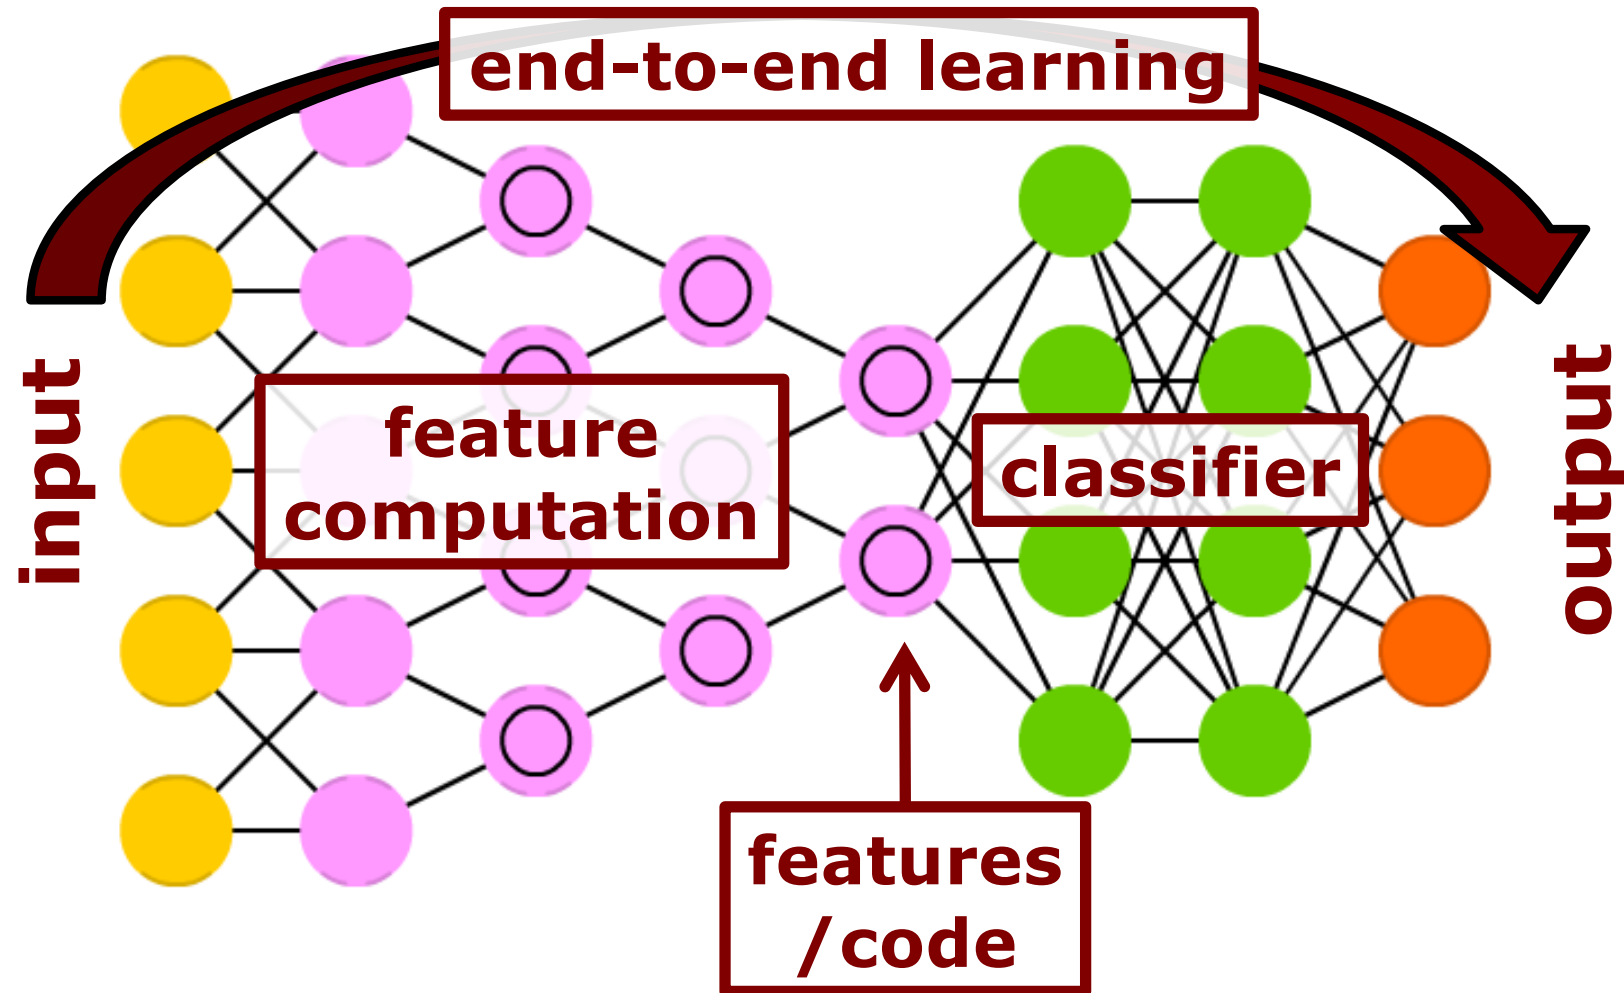 end-to-end learning
input
feature
computation
classifier
output
features
/code